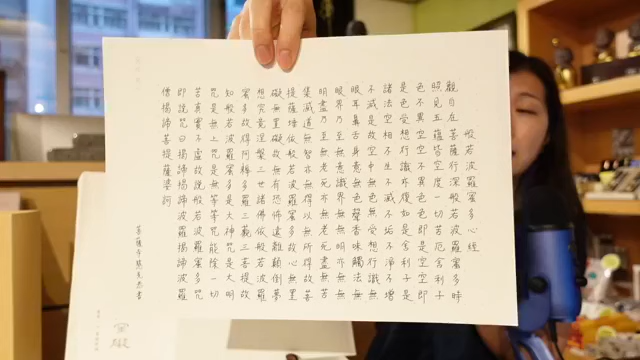 般若波羅蜜多心經
觀自在菩薩行深般若波羅蜜多時
照見五蘊皆空度一切苦厄舍利子
色不異空空不異色色即是空空即
是色受想行識亦復如是舍利子是
諸法空相不生不滅不垢不淨不增
不減是故空中無色無受想行識無
眼耳鼻舌身意無色聲香味觸法無
眼界乃至無意識界無無明亦無無
明盡乃至無老死亦無老死盡無苦
集滅道無智亦無得以無所得故菩
提薩埵依般若波羅蜜多故心無罣
礙無罣礙故無有恐怖遠離顛倒夢
想究竟涅槃三世諸佛依般若波羅
蜜多故得阿耨多羅三藐三菩提故
知般若波羅蜜多是大神咒是大明
咒是無上咒是無等等咒能除一切
苦真實不虛故說般若波羅蜜多咒
即說咒曰揭諦揭諦波羅揭諦波羅
僧揭諦菩提薩婆訶